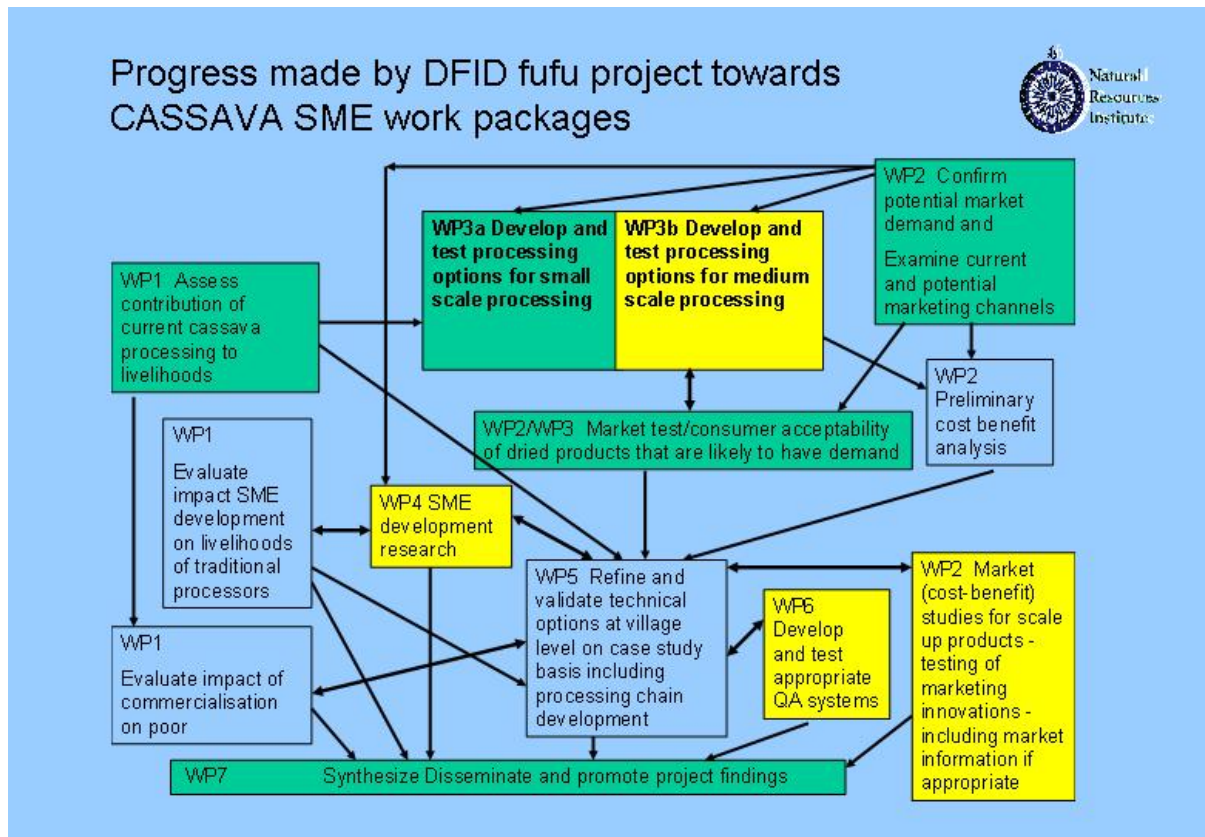 Progress made by DFID fufu project towards
CASSAVA SME work packages
Natural
Resources
Institute
WP2 Confirm
potential market
demand and
Examine current
and potential
marketing channels
WP3a Develop and
test processing
options for small
scale processing
WP3b Develop and
test processing
options for medium
scale processing
WP1 Assess
contribution of
current cassava
processing to
livelihoods
WP2
Preliminary
cost benefit
analysis
WP2/WP3 Market test/consumer acceptability
of dried products that are likely to have demand
WP1
Evaluate
impact SME
development
on livelihoods
of traditional
processors
WP4 SME
development
research
WP5 Refine and
validate technical
options at village
level on case study
basis including
processing chain
development
WP6
Develop
and test
appropriate
QA systems
WP2 Market
(cost-benefit)
studies for scale
up products -
testing of
marketing
innovations -
including market
information if
appropriate
WP1
Evaluate impact of
commercialisation
on poor
WP7 Synthesize Disseminate and promote project findings